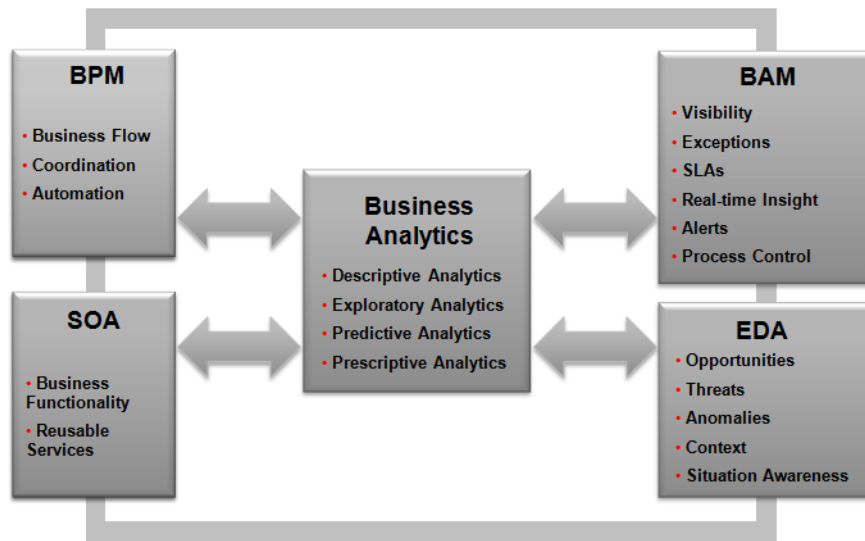 BPM
• Business Flow
• Coordination
• Automation
SOA
• Business
Functionality
• Reusable
Services
Business
Analytics
• Descriptive Analytics
• Exploratory Analytics
• Predictive Analytics
• Prescriptive Analytics
BAM
• Visibility
• Exceptions
• SLAs
• Real-time Insight
• Alerts
• Process Control
EDA
• Opportunities
• Threats
• Anomalies
• Context
• Situation Awareness